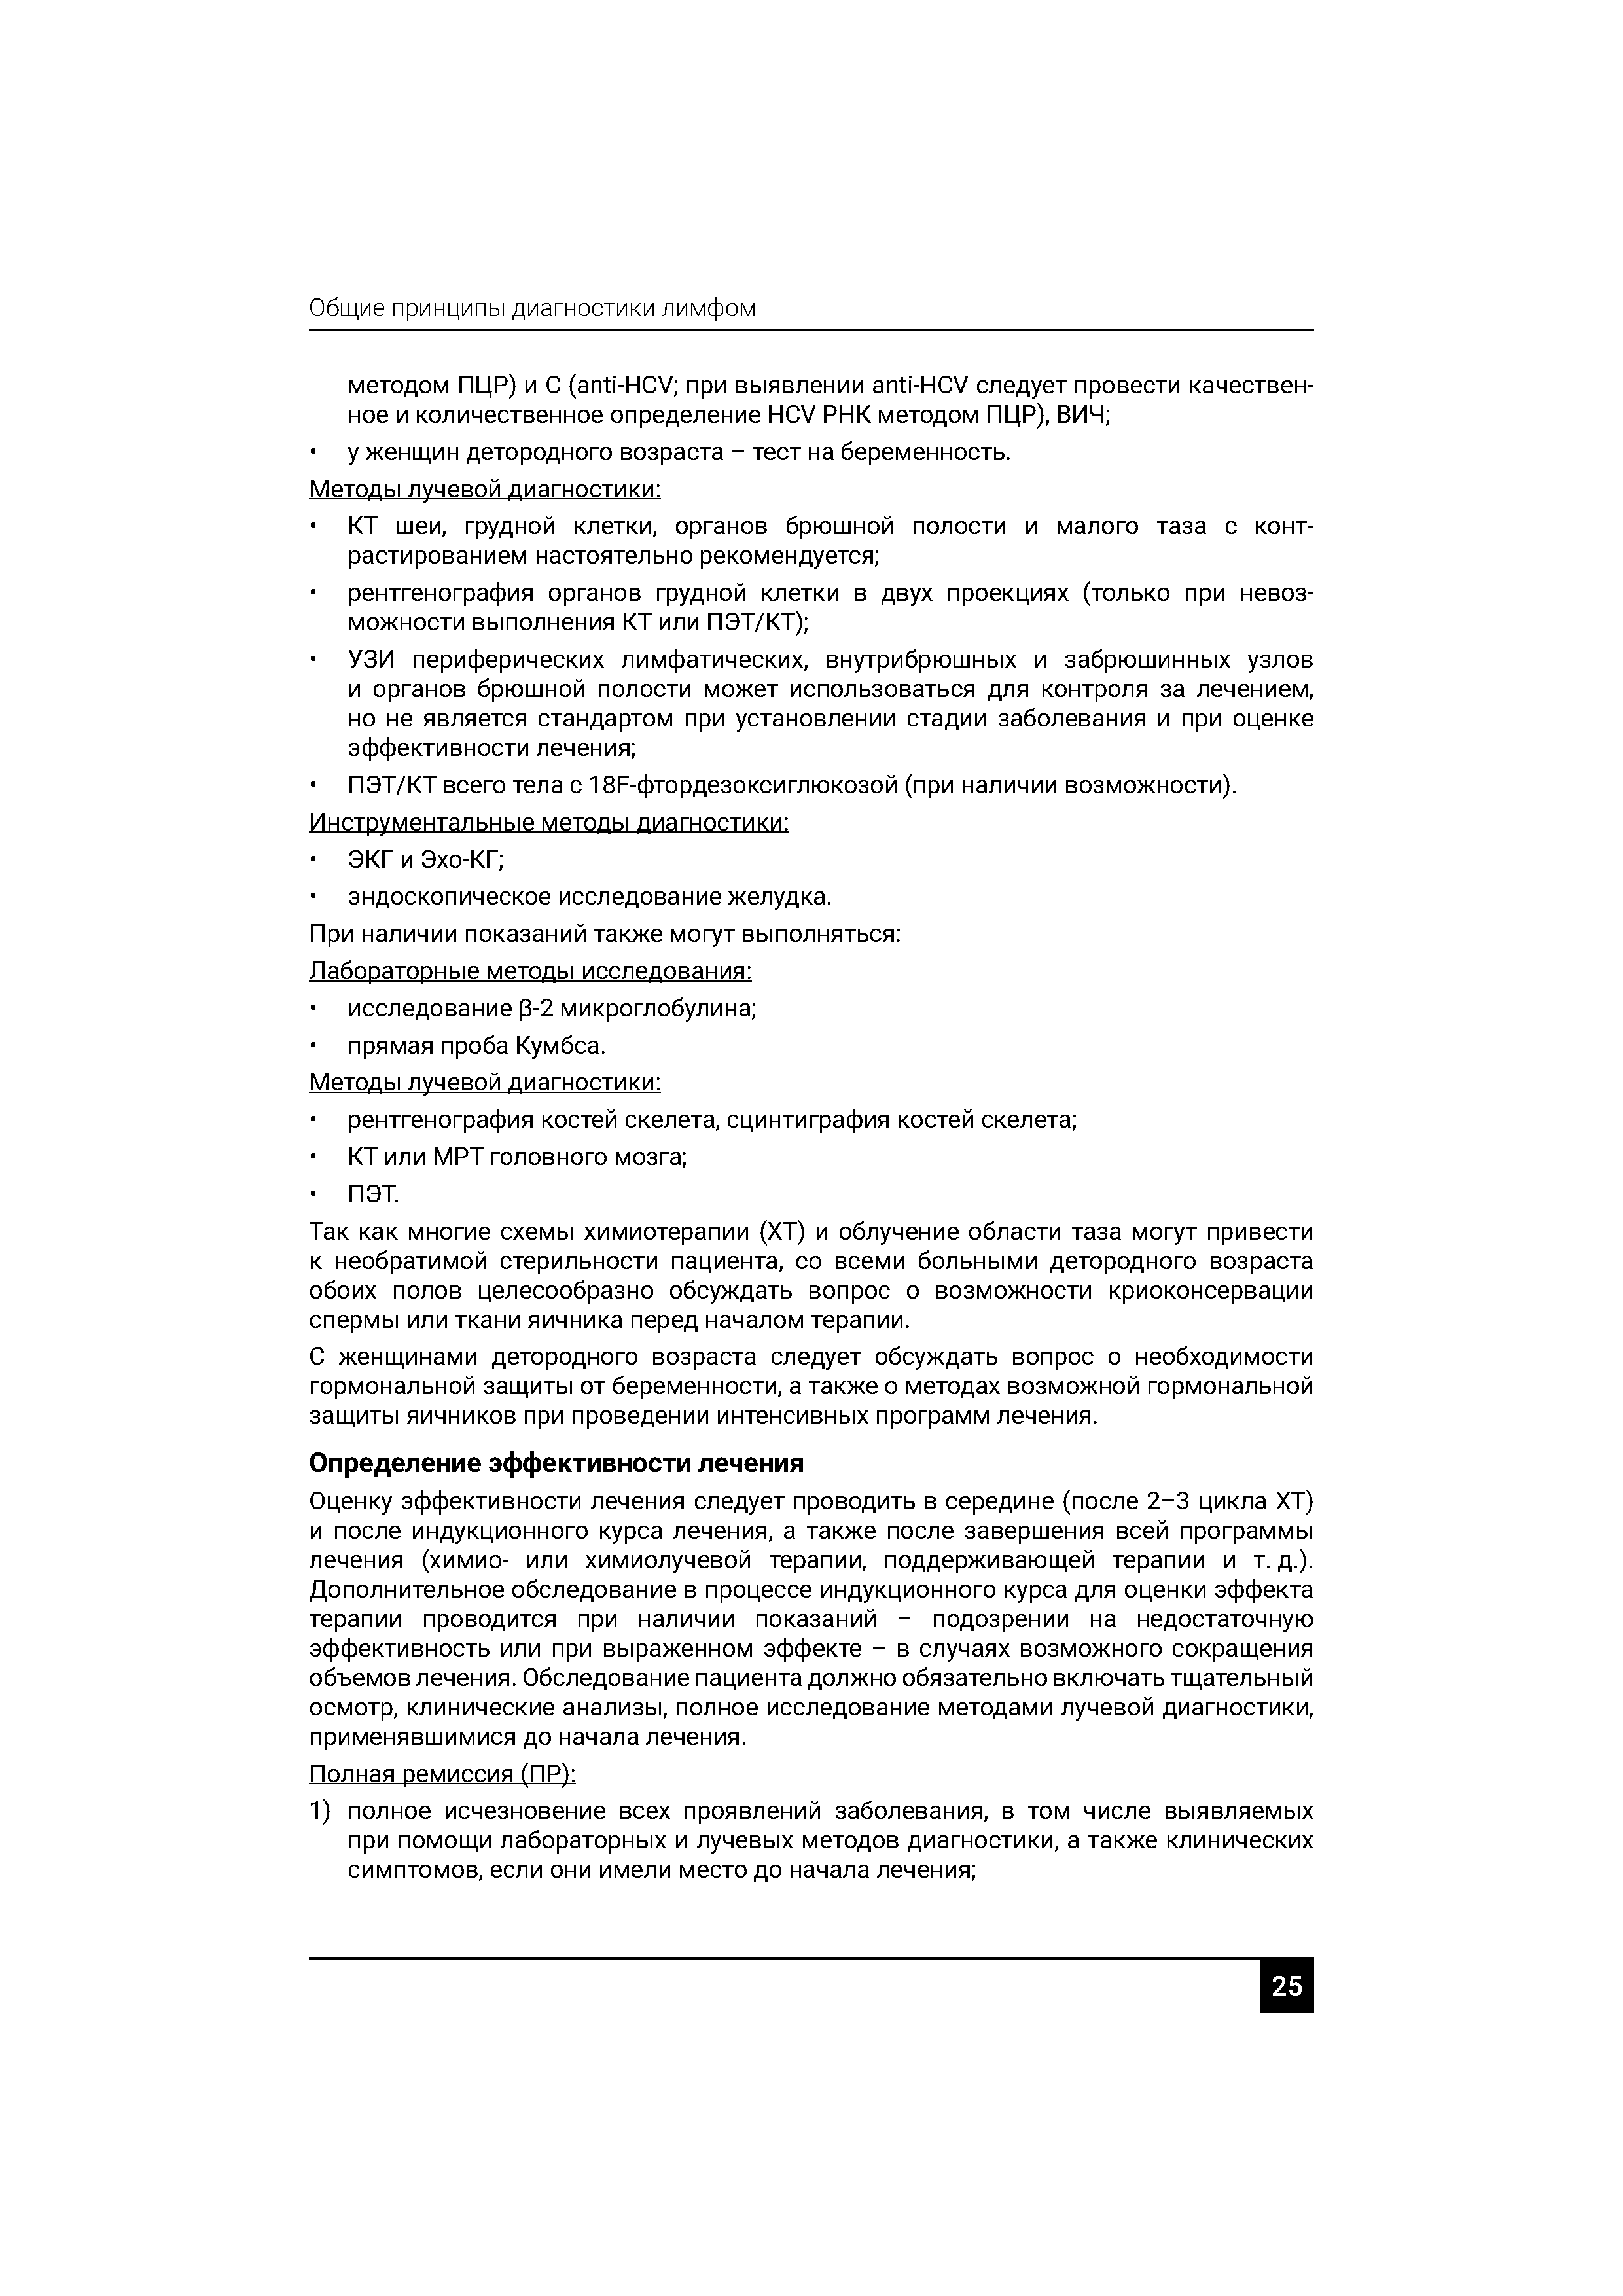 Общие принципы диагностики лимфом
методом ПЦР) и С (anti-HCV; при выявлении anti-HCV следует провести качествен-
ное и количественное определение HCV РНК методом ПЦР), ВИЧ;
• у женщин детородного возраста – тест на беременность.
Методы лучевой диагностики:
• КТ шеи, грудной клетки, органов брюшной полости и малого таза с конт-
растированием настоятельно рекомендуется;
• рентгенография органов грудной клетки в двух проекциях (только при невоз-
можности выполнения КТ или ПЭТ/КТ);
• УЗИ периферических лимфатических, внутрибрюшных и забрюшинных узлов
и органов брюшной полости может использоваться для контроля за лечением,
но не является стандартом при установлении стадии заболевания и при оценке
эффективности лечения;
• ПЭТ/КТ всего тела с 18F-фтордезоксиглюкозой (при наличии возможности).
Инструментальные методы диагностики:
• ЭКГ и Эхо-КГ;
• эндоскопическое исследование желудка.
При наличии показаний также могут выполняться:
Лабораторные методы исследования:
• исследование β-2 микроглобулина;
• прямая проба Кумбса.
Методы лучевой диагностики:
• рентгенография костей скелета, сцинтиграфия костей скелета;
• КТ или МРТ головного мозга;
• ПЭТ.
Так как многие схемы химиотерапии (ХТ) и облучение области таза могут привести
к необратимой стерильности пациента, со всеми больными детородного возраста
обоих полов целесообразно обсуждать вопрос о возможности криоконсервации
спермы или ткани яичника перед началом терапии.
С женщинами детородного возраста следует обсуждать вопрос о необходимости
гормональной защиты от беременности, а также о методах возможной гормональной
защиты яичников при проведении интенсивных программ лечения.
Определение эффективности лечения
Оценку эффективности лечения следует проводить в середине (после 2–3 цикла ХТ)
и после индукционного курса лечения, а также после завершения всей программы
лечения (химио- или химиолучевой терапии, поддерживающей терапии и т. д.).
Дополнительное обследование в процессе индукционного курса для оценки эффекта
терапии проводится при наличии показаний – подозрении на недостаточную
эффективность или при выраженном эффекте – в случаях возможного сокращения
объемов лечения. Обследование пациента должно обязательно включать тщательный
осмотр, клинические анализы, полное исследование методами лучевой диагностики,
применявшимися до начала лечения.
Полная ремиссия (ПР):
1) полное исчезновение всех проявлений заболевания, в том числе выявляемых
при помощи лабораторных и лучевых методов диагностики, а также клинических
симптомов, если они имели место до начала лечения;
25